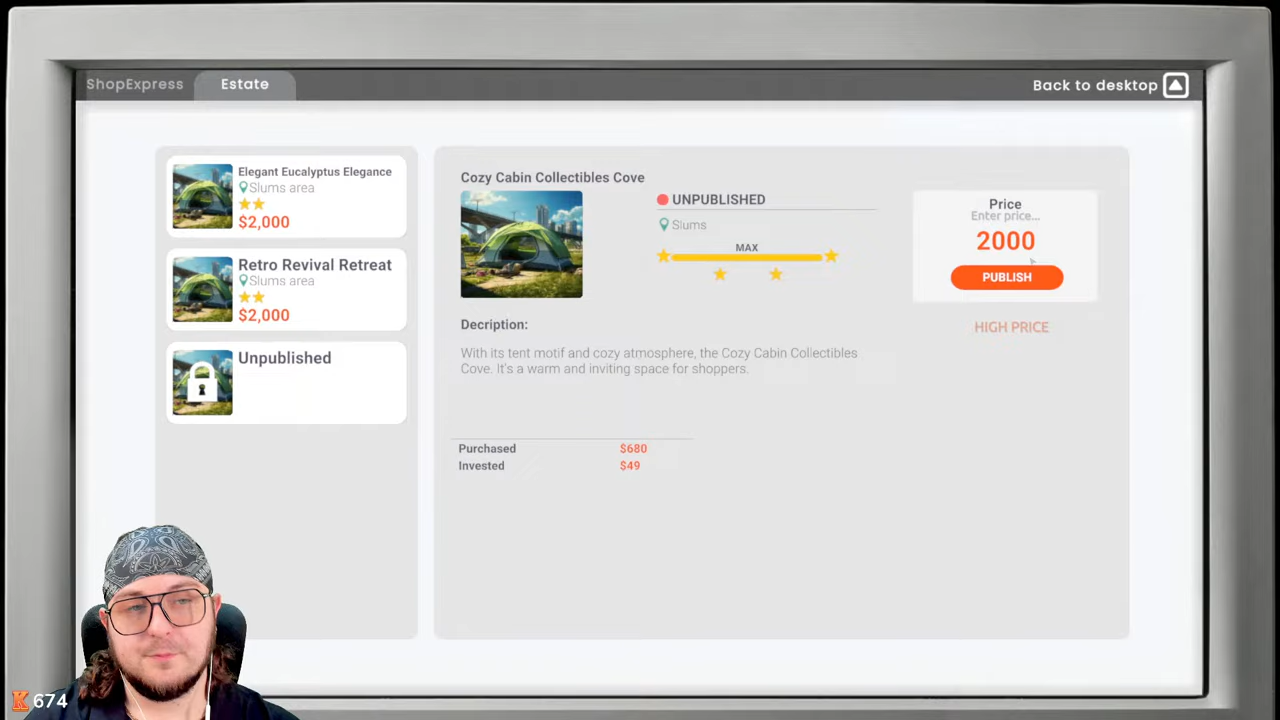 ShopExpress
Estate
Back to desktop
Elegant Eucalyptus Elegance
Slums area
$2,000
Retro Revival Retreat
Slums area
$2,000
Unpublished
Cozy Cabin Collectibles Cove
UNPUBLISHED
Slums
MAX
Price
Enter price...
2000
PUBLISH
HIGH PRICE
Decription:
With its tent motif and cozy atmosphere, the Cozy Cabin Collectibles
Cove. It's a warm and inviting space for shoppers.
Purchased $680
Invested $49
K 674